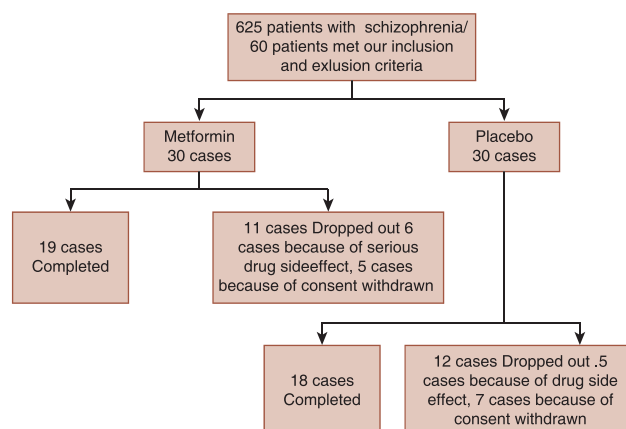 625 patients with schizophrenia/
60 patients met our inclusion
and exlusion criteria
Metformin
30 cases
Placebo
30 cases
19 cases
Completed
11 cases Dropped out 6
cases because of serious
drug sideeffect, 5 cases
because of consent withdrawn
18 cases
Completed
12 cases Dropped out .5
cases because of drug side
effect, 7 cases because of
consent withdrawn